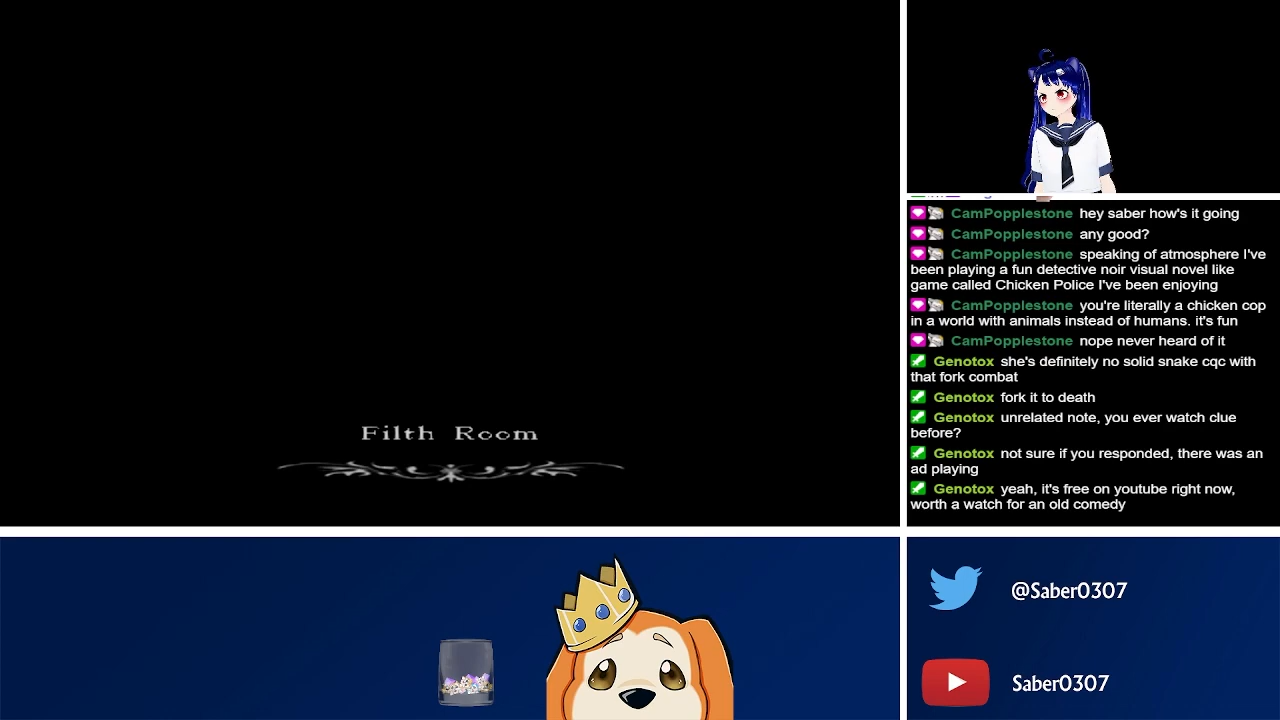 Filth Room
CamPopplestone hey saber how's it going
CamPopplestone any good?
CamPopplestone speaking of atmosphere I've
been playing a fun detective noir visual novel like
game called Chicken Police I've been enjoying
CamPopplestone you're literally a chicken cop
in a world with animals instead of humans. it's fun
CamPopplestone nope never heard of it
Genotox she's definitely no solid snake cqc with
that fork combat
Genotox fork it to death
Genotox unrelated note, you ever watch clue
before?
Genotox not sure if you responded, there was an
ad playing
Genotox yeah, it's free on youtube right now,
worth a watch for an old comedy
@Saber0307
Saber0307